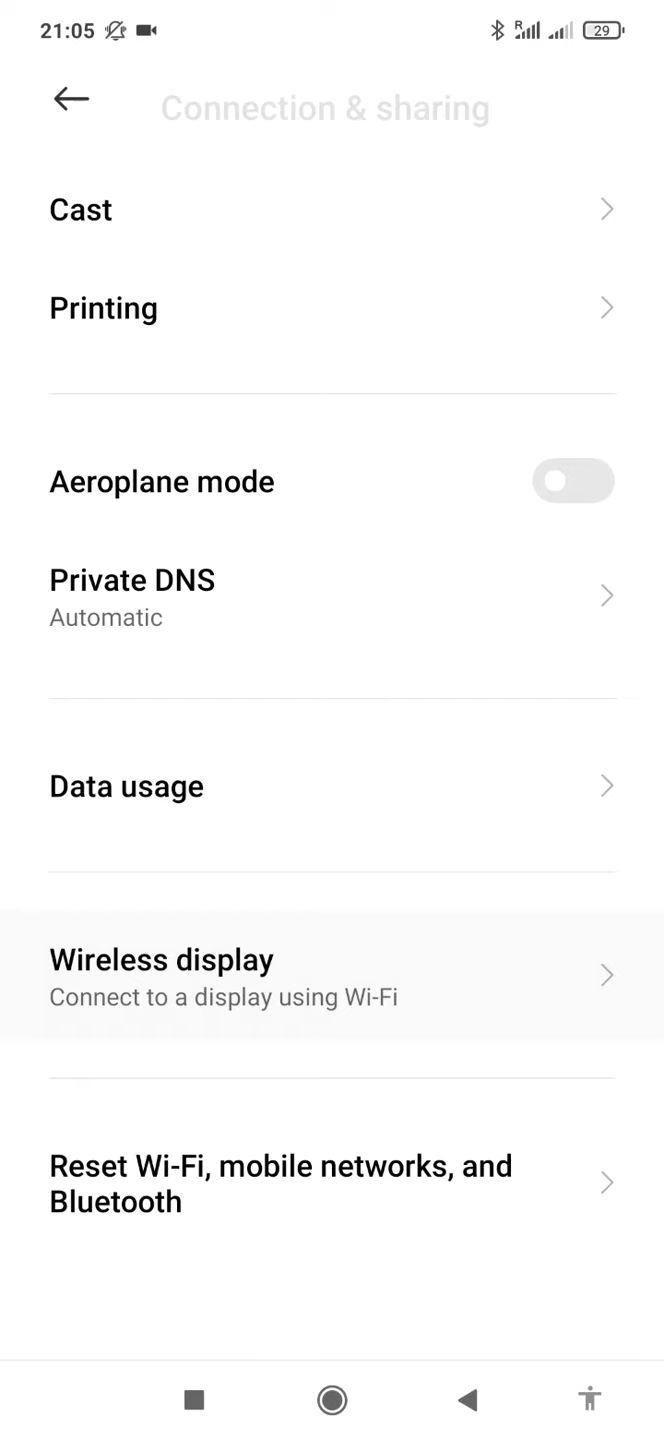 21:05
R
29
Connection & sharing
Cast
Printing
Aeroplane mode
Private DNS
Automatic
Data usage
Wireless display
Connect to a display using Wi-Fi
Reset Wi-Fi, mobile networks, and
Bluetooth